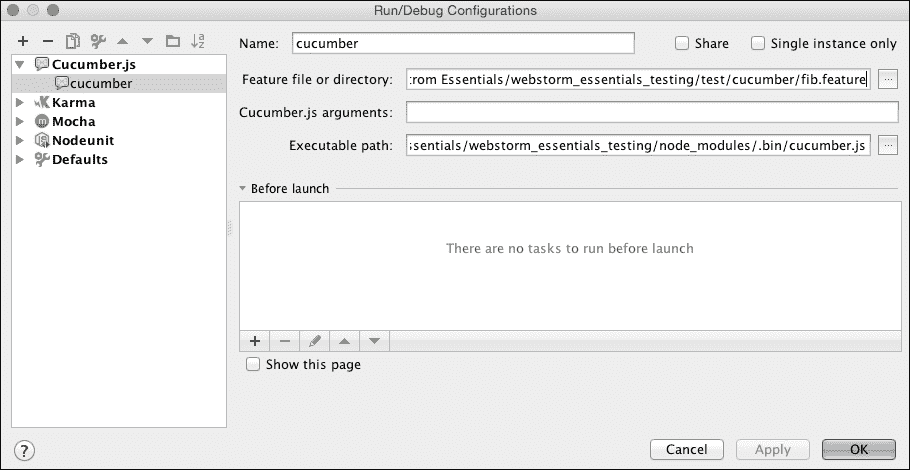 Run/Debug Configurations
Name: cucumber Share Single instance only
Cucumber.js
cucumber
Karma
Mocha
Nodeunit
Defaults
Feature file or directory: :rom Essentials/webstorm_essentials_testing/test/cucumber/fib.feature
Cucumber.js arguments:
Executable path: ;sentials/webstorm_essentials_testing/node_modules/.bin/cucumber.js
Before launch
There are no tasks to run before launch
Show this page
? Cancel Apply OK